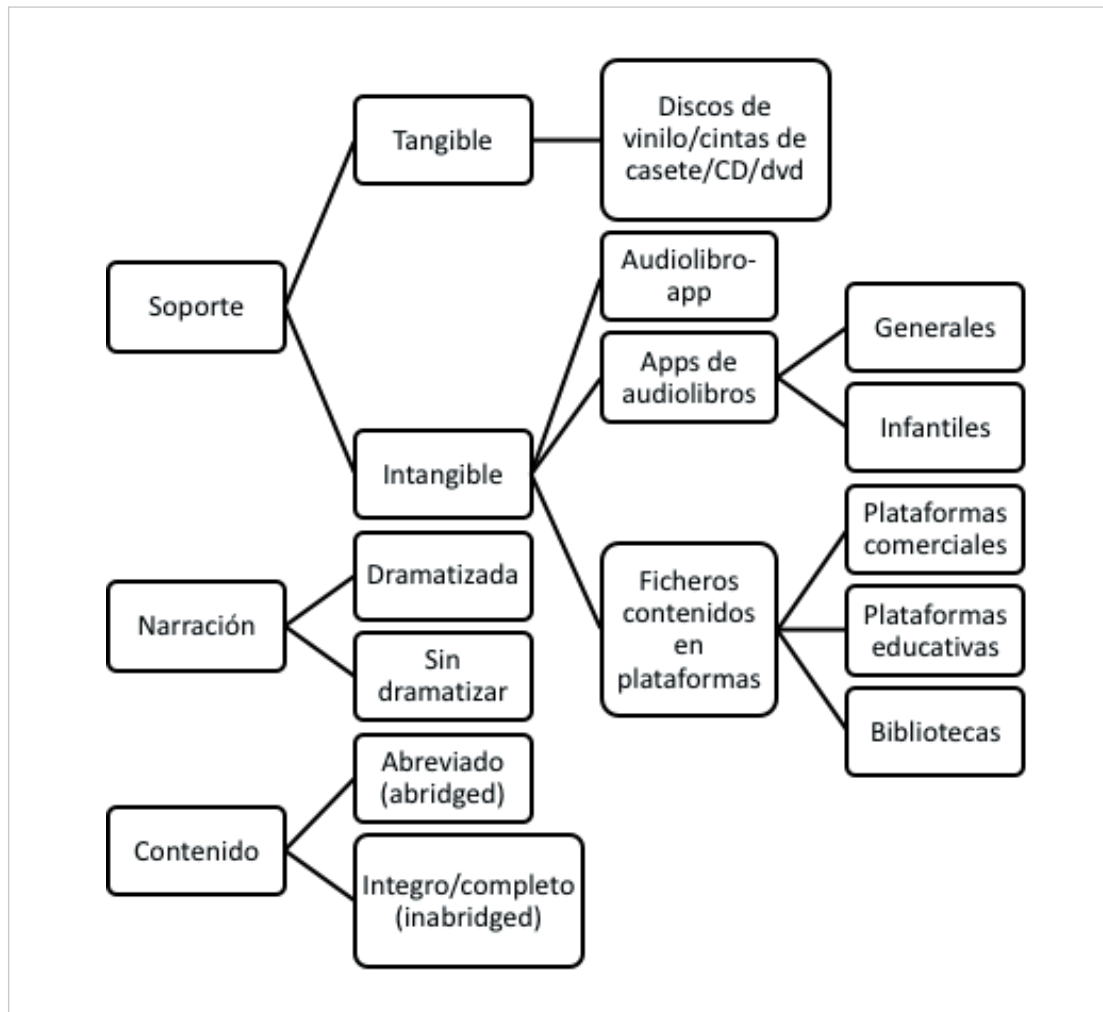 Soporte
Tangible
Discos de
vinilo/cintas de
casete/CD/dvd
Intangible
Audiolibro-
app
Apps de
audiolibros
Generales
Infantiles
Ficheros
contenidos
en
plataformas
Plataformas
comerciales
Plataformas
educativas
Bibliotecas
Narración
Dramatizada
Sin
dramatizar
Contenido
Abreviado
(abridged)
Integro/completo
(inabridged)